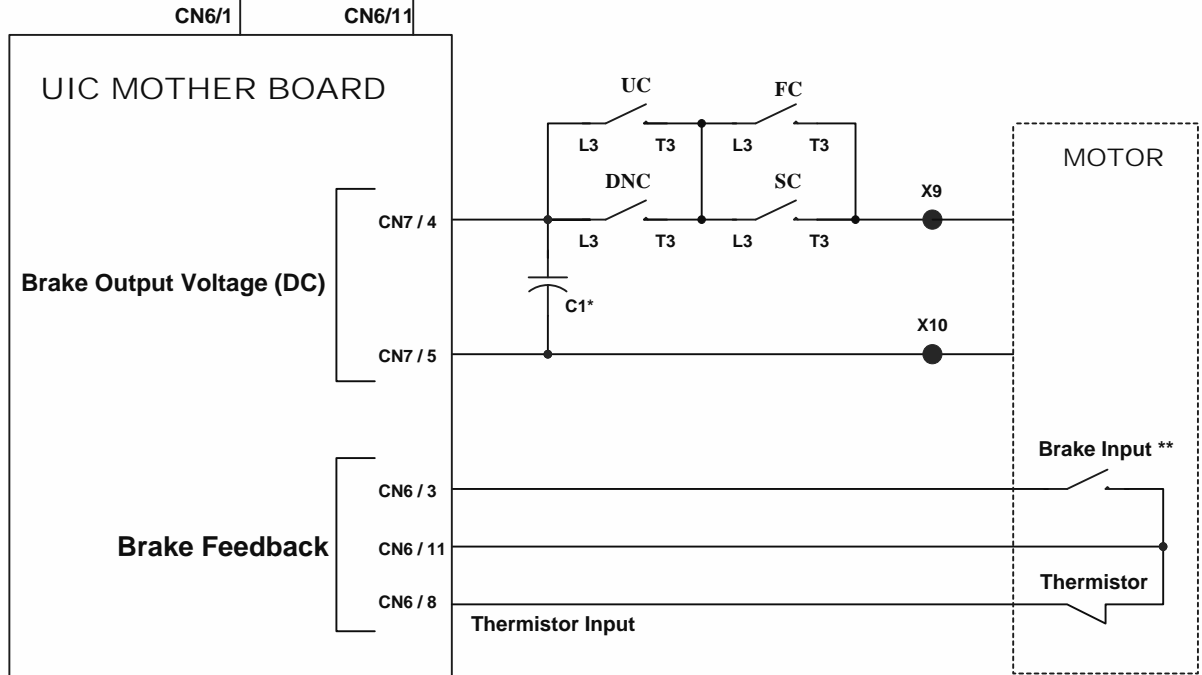 CN6/1
CN6/11
UIC MOTHER BOARD
UC
FC
L3
T3
L3
T3
MOTOR
DNC
SC
X9
CN7 / 4
L3
T3
L3
T3
Brake Output Voltage (DC)
C1*
X10
CN7 / 5
Brake Input **
CN6 / 3
Brake Feedback
CN6 / 11
Thermistor
CN6 / 8
Thermistor Input